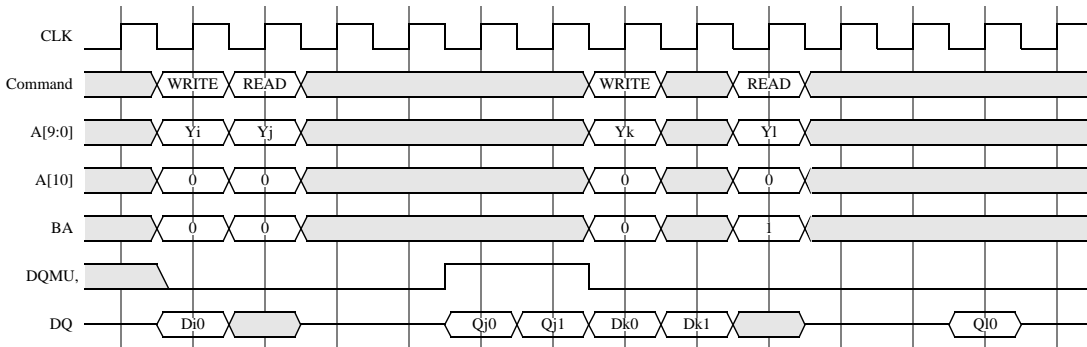 CLK
Command WRITE READ WRITE READ
A[9:0] Yi Yj Yk Yl
A[10] 0 0 0 0
BA 0 0 0 1
DQMU,
DQ Di0 Qj0 Qj1 Dk0 Dk1 Ql0